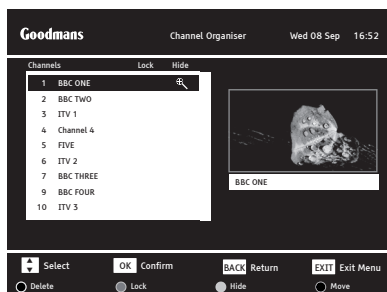 Goodmans Channel Organiser Wed 08 Sep 16:52
Channels Lock Hide
1 BBC ONE
2 BBC TWO
3 ITV 1
4 Channel 4
5 FIVE
6 ITV 2
7 BBC THREE
9 BBC FOUR
10 ITV 3
BBC ONE
Select OK Confirm BACK Return EXIT Exit Menu
Delete Lock Hide Move